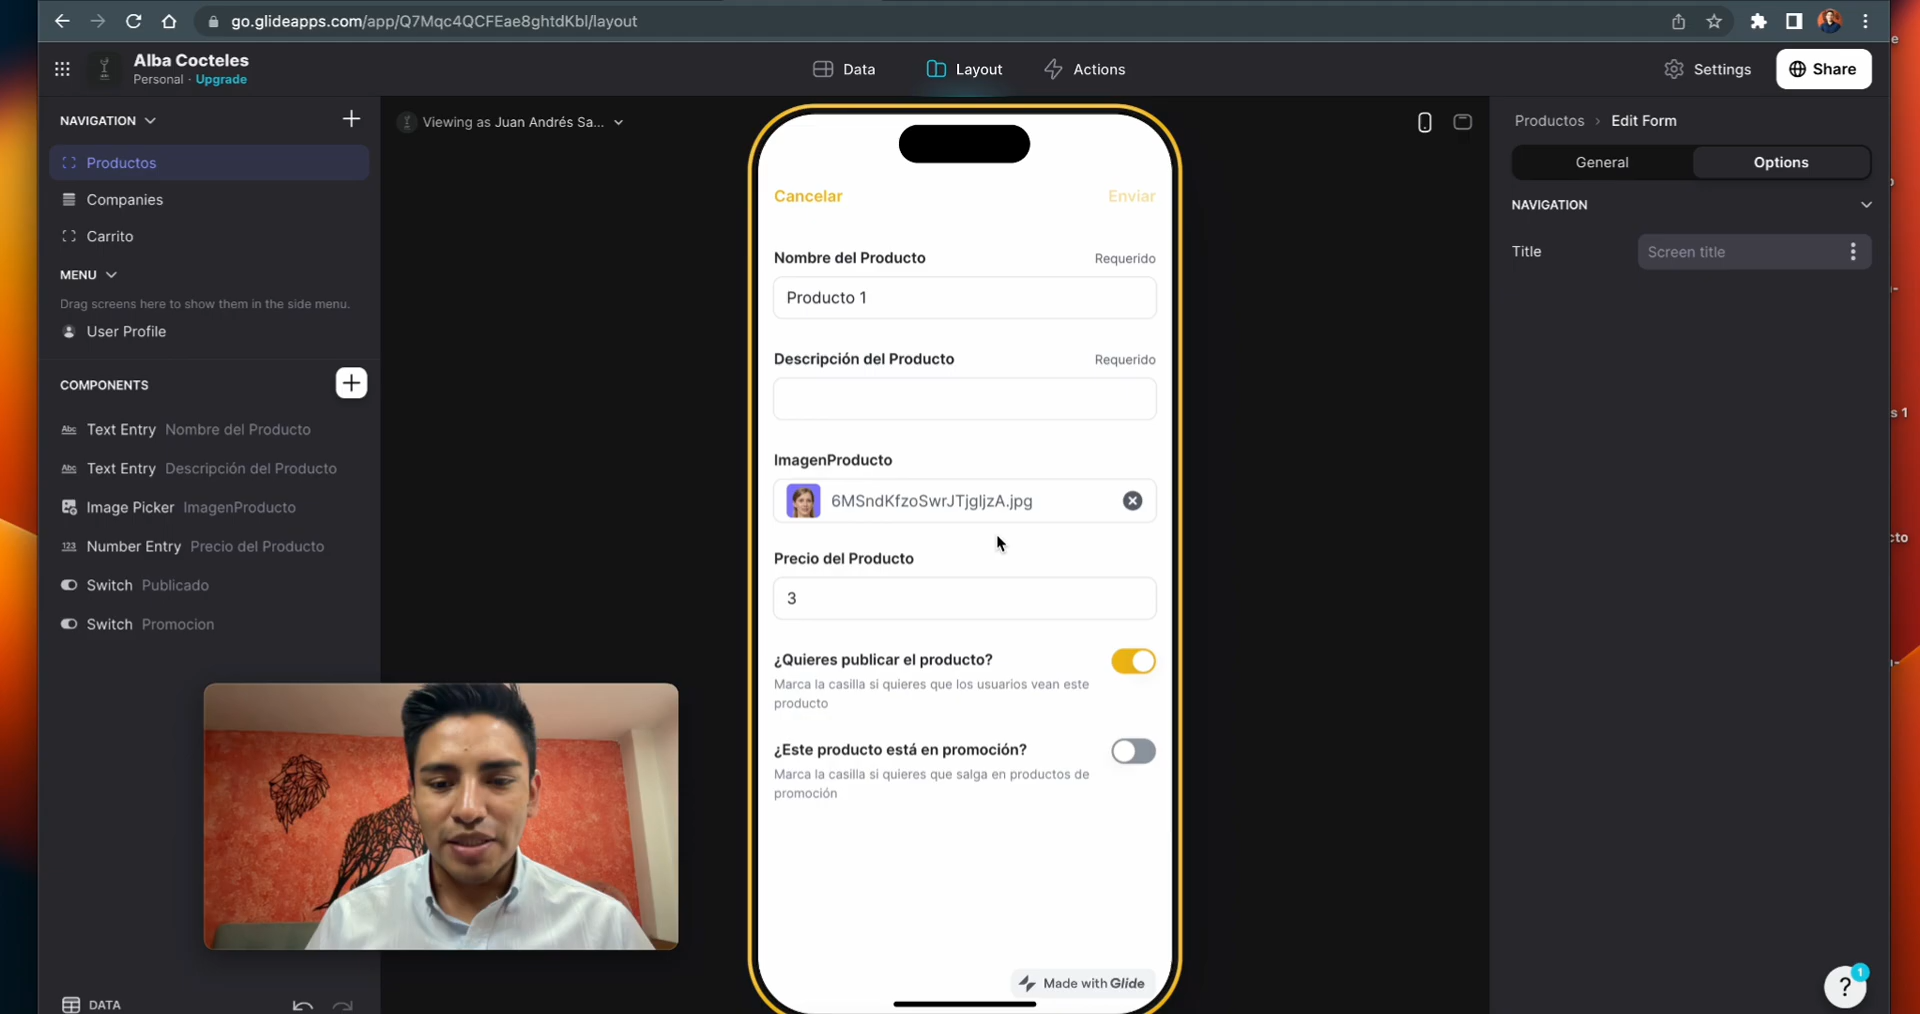 go.glideapps.com/app/Q7Mqc4QCFEae8ghtdKbl/layout
Alba Cocteles
Personal · Upgrade
Data
Layout
Actions
Settings
Share
NAVIGATION
Productos
Companies
Carrito
MENU
Drag screens here to show them in the side menu.
User Profile
COMPONENTS
Text Entry Nombre del Producto
Text Entry Descripción del Producto
Image Picker ImagenProducto
Number Entry Precio del Producto
Switch Publicado
Switch Promocion
DATA
Viewing as Juan Andrés Sa...
Cancelar
Enviar
Nombre del Producto
Requerido
Producto 1
Descripción del Producto
Requerido
ImagenProducto
6MSndKfzoSwrJTjgljzA.jpg
Precio del Producto
3
¿Quieres publicar el producto?
Marca la casilla si quieres que los usuarios vean este
producto
¿Este producto está en promoción?
Marca la casilla si quieres que salga en productos de
promoción
Made with Glide
Productos › Edit Form
General
Options
NAVIGATION
Title
Screen title
1
?
s 1
cto